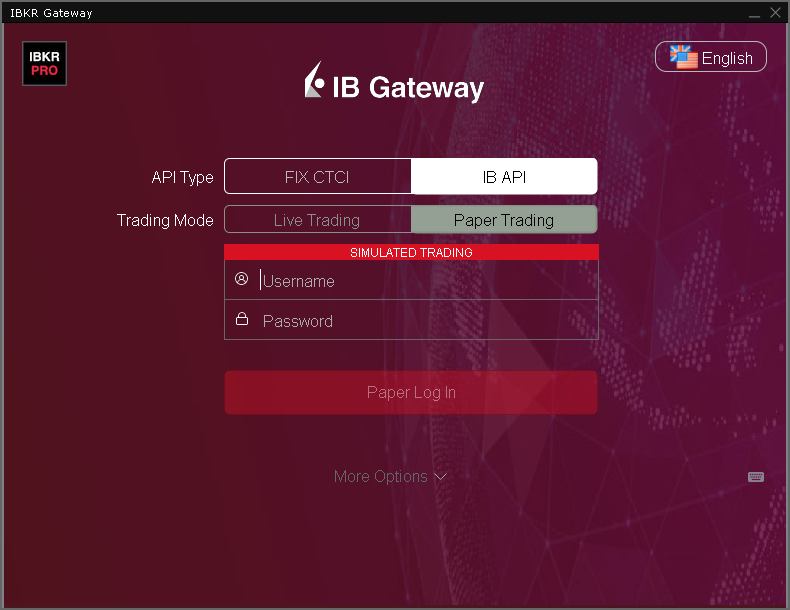 IBKR Gateway
IBKR
PRO
IB Gateway
English
API Type
FIX CTCI
IB API
Trading Mode
Live Trading
Paper Trading
SIMULATED TRADING
Username
Password
Paper Log In
More Options